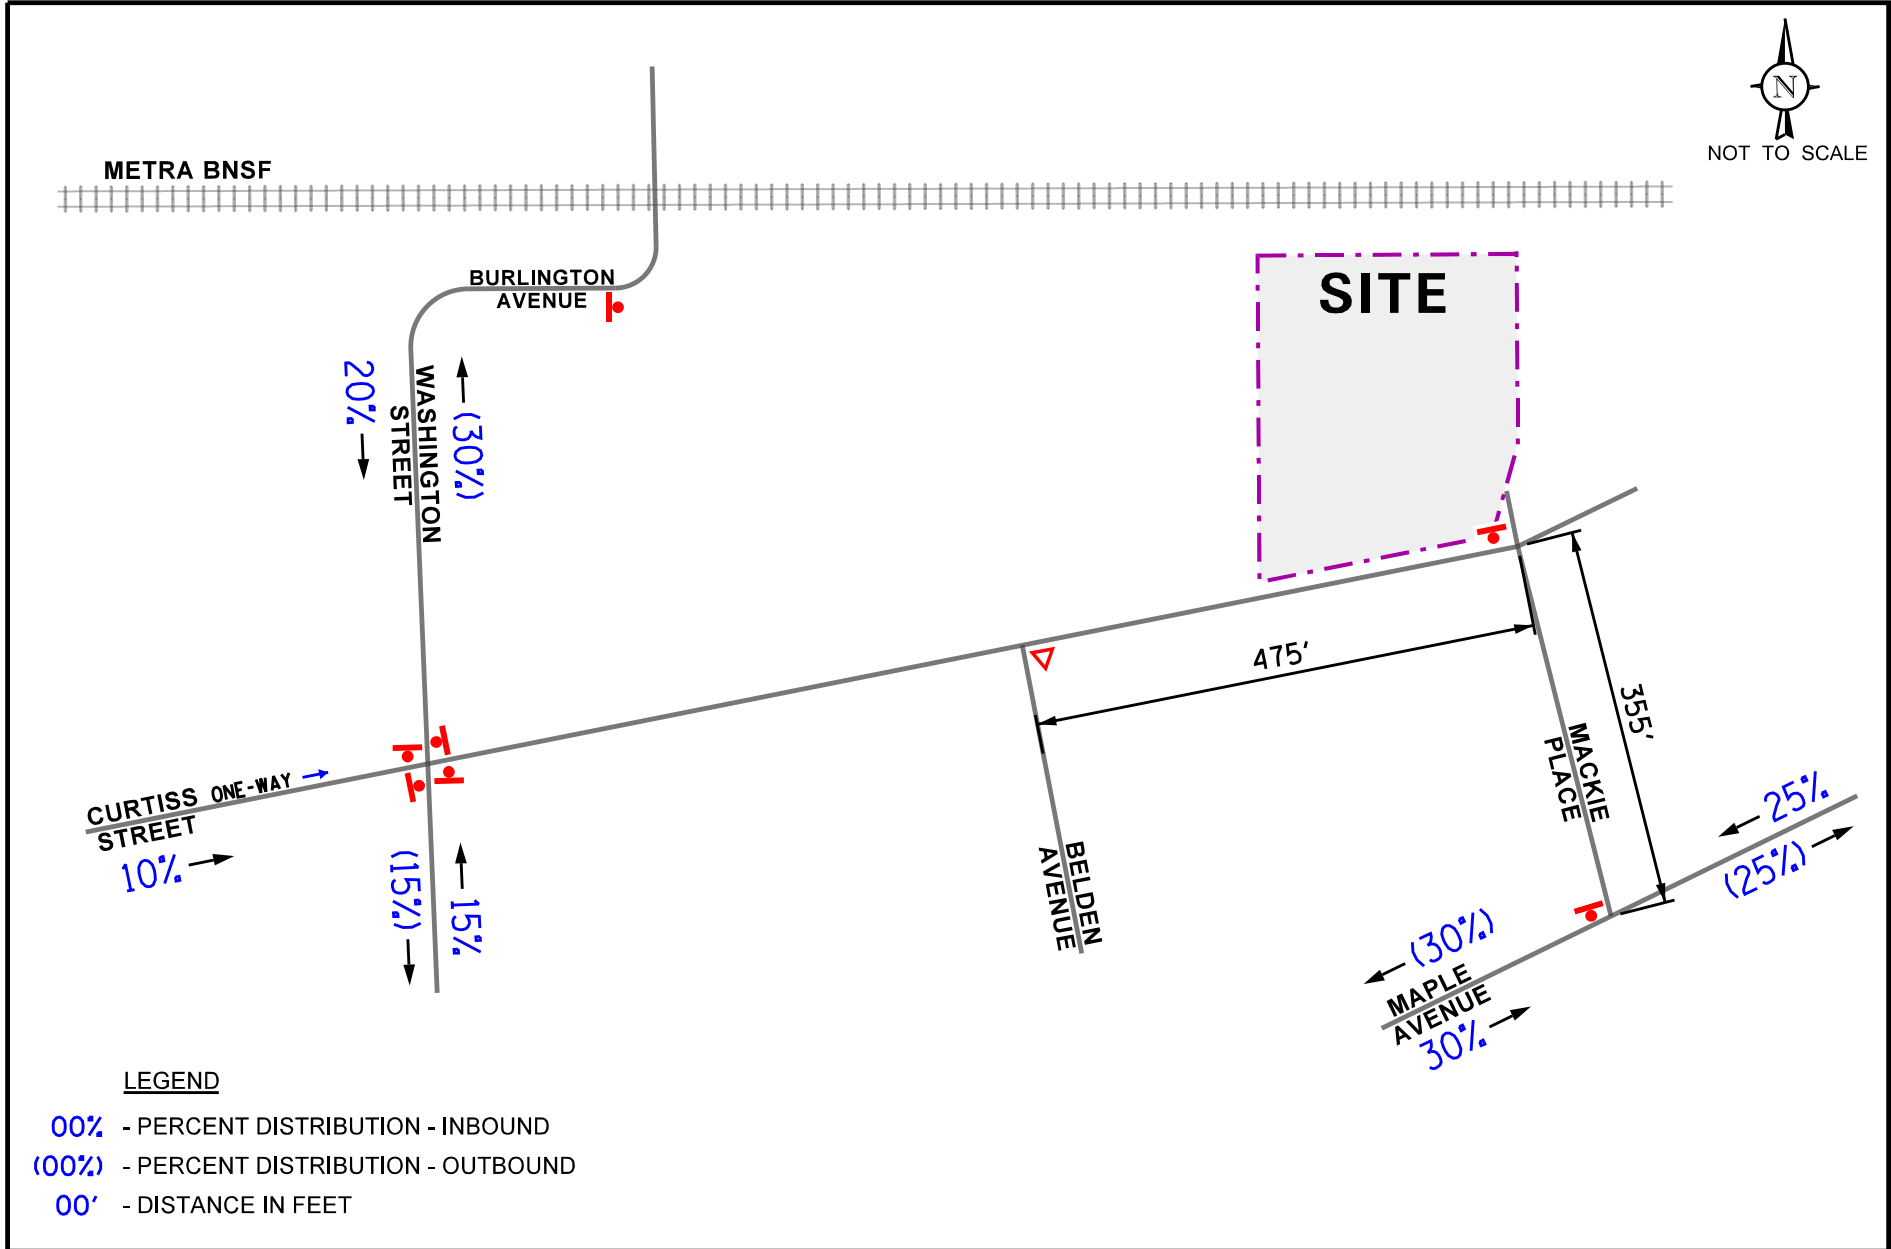 N
NOT TO SCALE
METRA BNSF
BURLINGTON
AVENUE
SITE
20%
WASHINGTON
STREET
(30%)
475'
355'
MACKIE
PLACE
CURTISS ONE-WAY
STREET
10%
(15%)
15%
BELDEN
AVENUE
25%
(25%)
(30%)
MAPLE
AVENUE
30%
LEGEND
00% - PERCENT DISTRIBUTION - INBOUND
(00%) - PERCENT DISTRIBUTION - OUTBOUND
00' - DISTANCE IN FEET